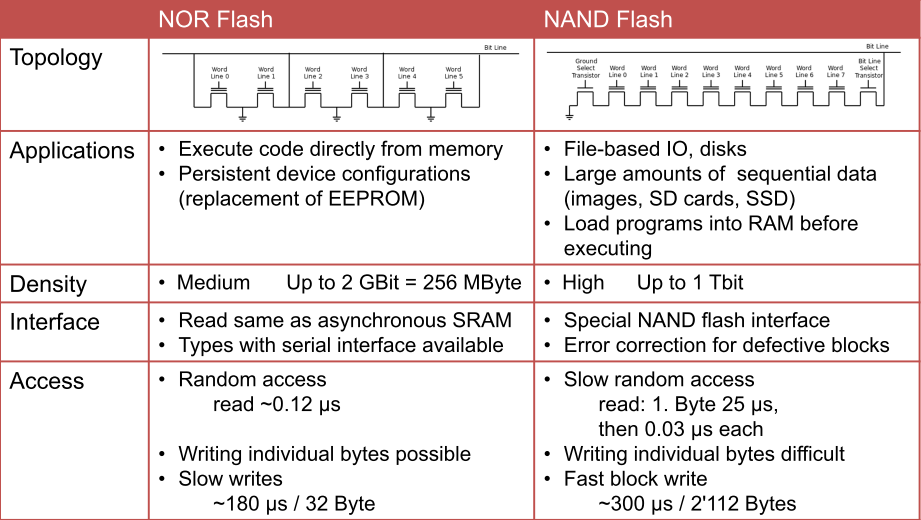 NOR Flash
NAND Flash
Topology
Bit Line
Word
Line 0
Word
Line 1
Word
Line 2
Word
Line 3
Word
Line 4
Word
Line 5
Bit Line
Ground
Select
Transistor
Word
Line 0
Word
Line 1
Word
Line 2
Word
Line 3
Word
Line 4
Word
Line 5
Word
Line 6
Word
Line 7
Bit Line
Select
Transistor
Applications
• Execute code directly from memory
• Persistent device configurations
(replacement of EEPROM)
• File-based IO, disks
• Large amounts of sequential data
(images, SD cards, SSD)
• Load programs into RAM before
executing
Density
• Medium Up to 2 GBit = 256 MByte
• High Up to 1 Tbit
Interface
• Read same as asynchronous SRAM
• Types with serial interface available
• Special NAND flash interface
• Error correction for defective blocks
Access
• Random access
read ~0.12 µs
• Writing individual bytes possible
• Slow writes
~180 µs / 32 Byte
• Slow random access
read: 1. Byte 25 µs,
then 0.03 µs each
• Writing individual bytes difficult
• Fast block write
~300 µs / 2'112 Bytes